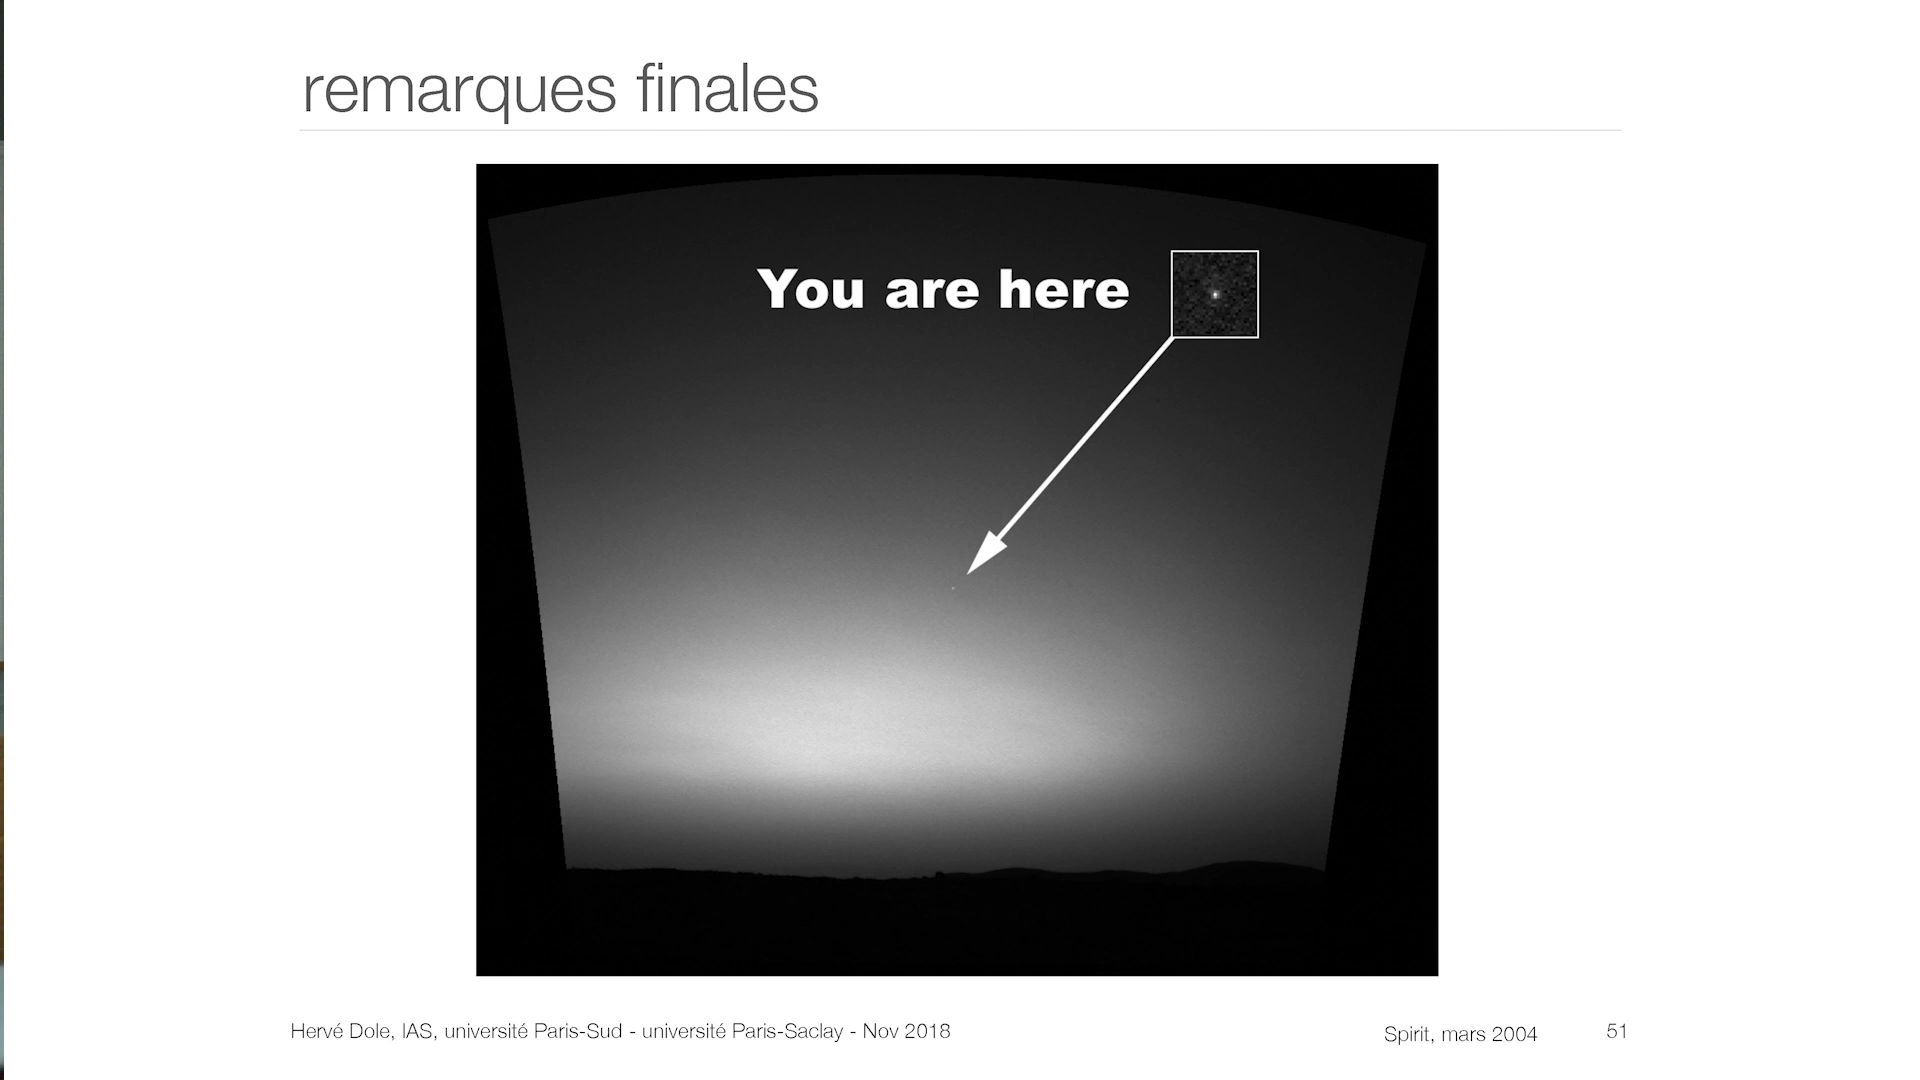 remarques finales
You are here
Hervé Dole, IAS, université Paris-Sud - université Paris-Saclay - Nov 2018
Spirit, mars 2004
51